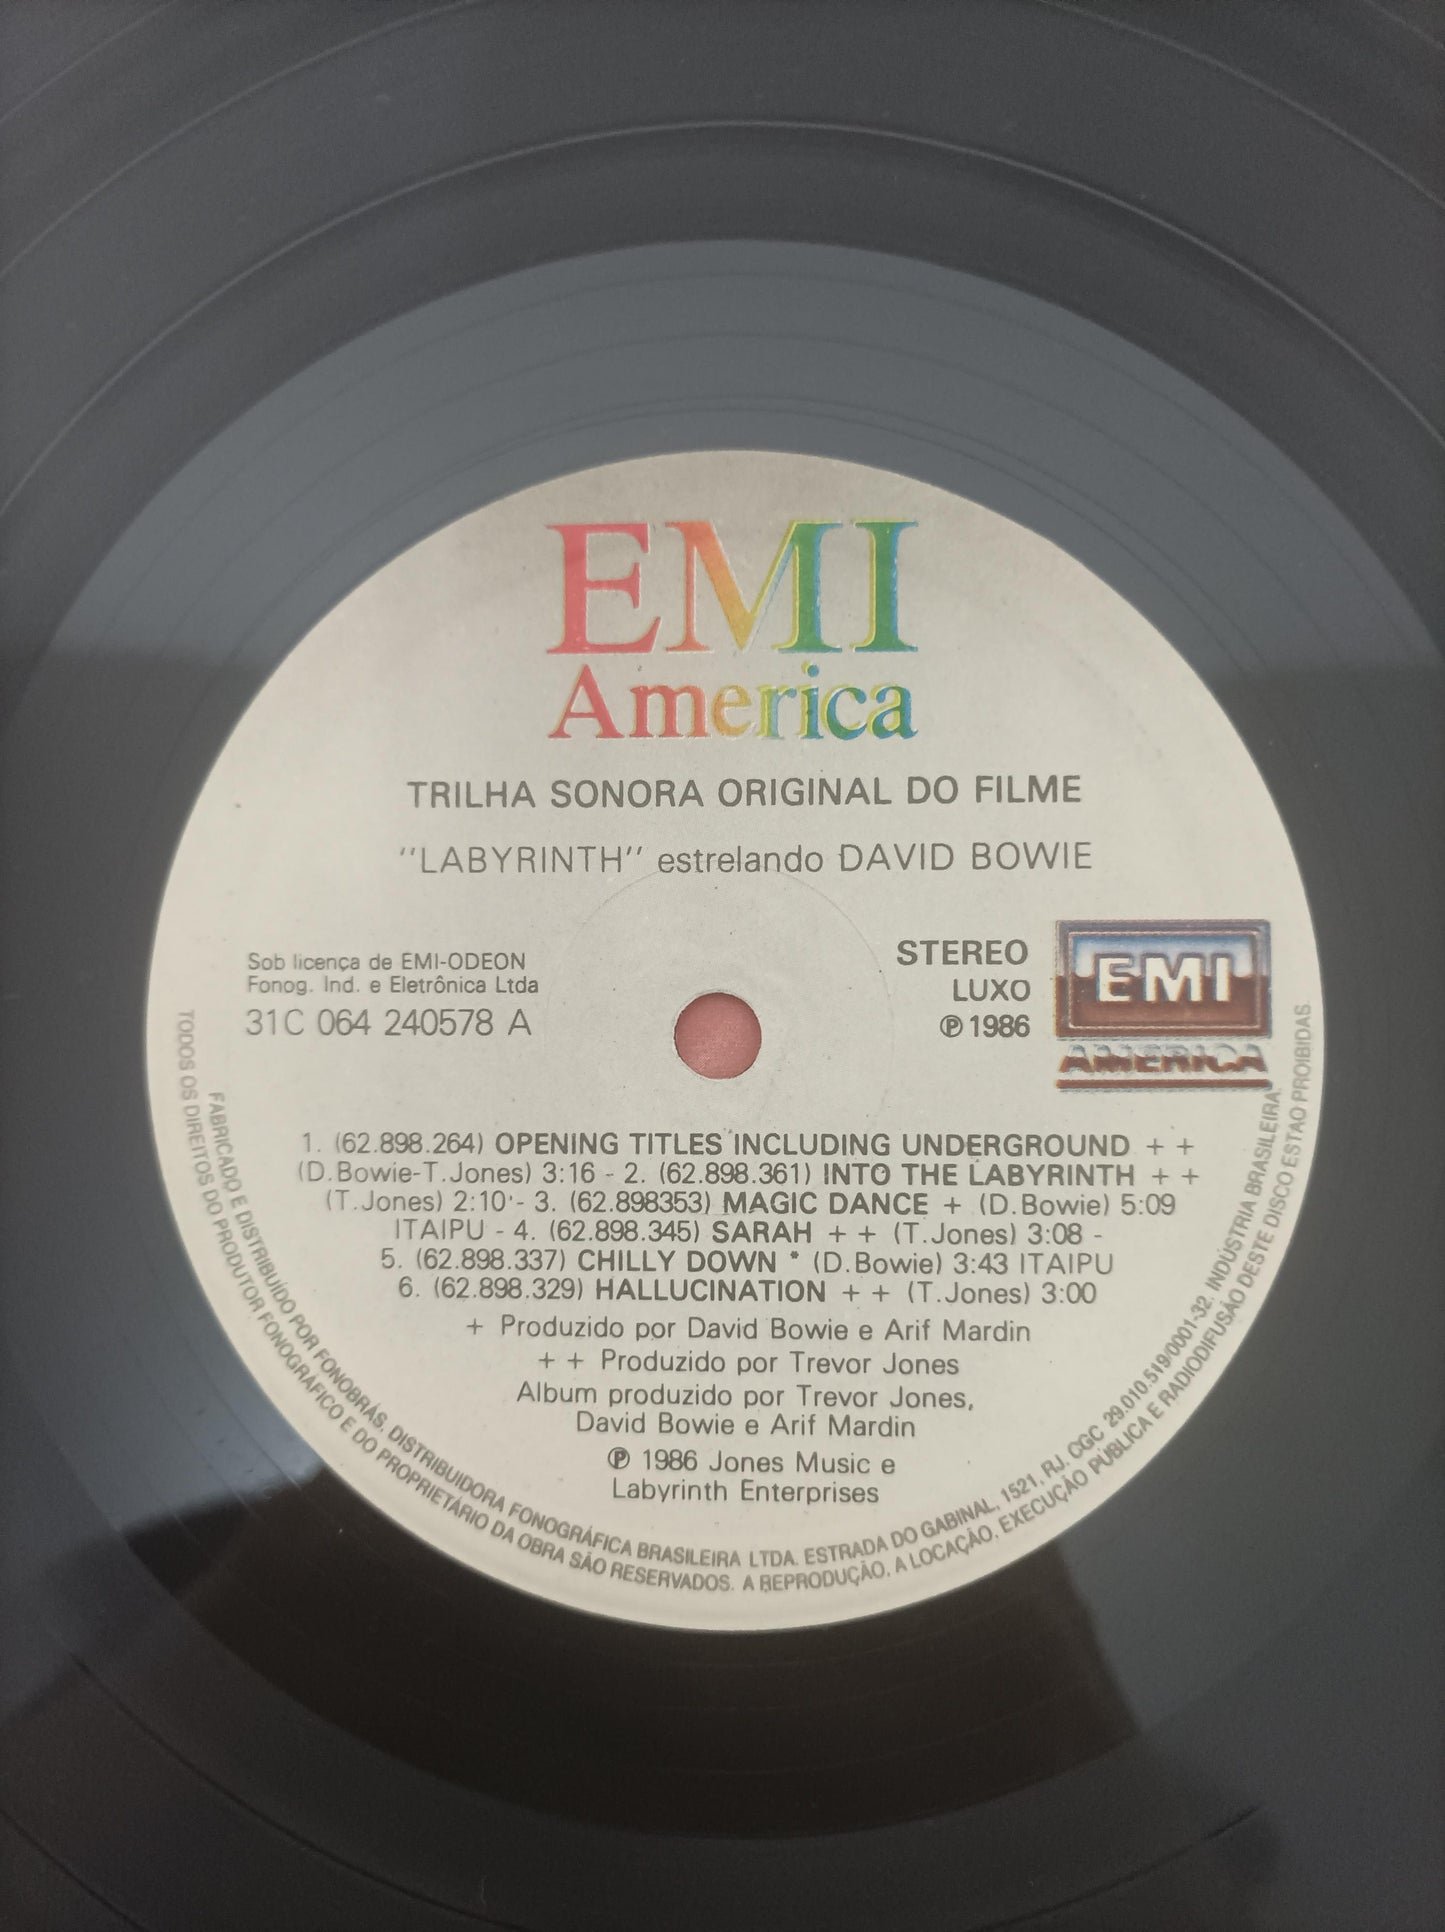 EMI
America
TRILHA SONORA ORIGINAL DO FILME
"LABYRINTH" estrelando DAVID BOWIE
Sob licença de EMI-ODEON
Fonog. Ind. e Eletrônica Ltda
31C 064 240578 A
STEREO
LUXO
℗ 1986
EMI
AMERICA
1. (62.898.264) OPENING TITLES INCLUDING UNDERGROUND + +
(D.Bowie-T.Jones) 3:16 - 2. (62.898.361) INTO THE LABYRINTH + +
(T.Jones) 2:10 - 3. (62.898353) MAGIC DANCE + (D.Bowie) 5:09
ITAIPU - 4. (62.898.345) SARAH + + (T.Jones) 3:08 -
5. (62.898.337) CHILLY DOWN * (D.Bowie) 3:43 ITAIPU
6. (62.898.329) HALLUCINATION + + (T.Jones) 3:00
+ Produzido por David Bowie e Arif Mardin
+ + Produzido por Trevor Jones
Album produzido por Trevor Jones,
David Bowie e Arif Mardin
℗ 1986 Jones Music e
Labyrinth Enterprises
FABRICADO E DISTRIBUÍDO POR FONOBRÁS. DISTRIBUIDORA FONOGRÁFICA BRASILEIRA LTDA. ESTRADA DO GABINAL, 1521, RJ. CGC 29.010.519/0001-32. INDÚSTRIA BRASILEIRA.
TODOS OS DIREITOS DO PRODUTOR FONOGRÁFICO E DO PROPRIETÁRIO DA OBRA SÃO RESERVADOS. A REPRODUÇÃO, A LOCAÇÃO, EXECUÇÃO PÚBLICA E RADIODIFUSÃO DESTE DISCO ESTÃO PROIBIDAS.